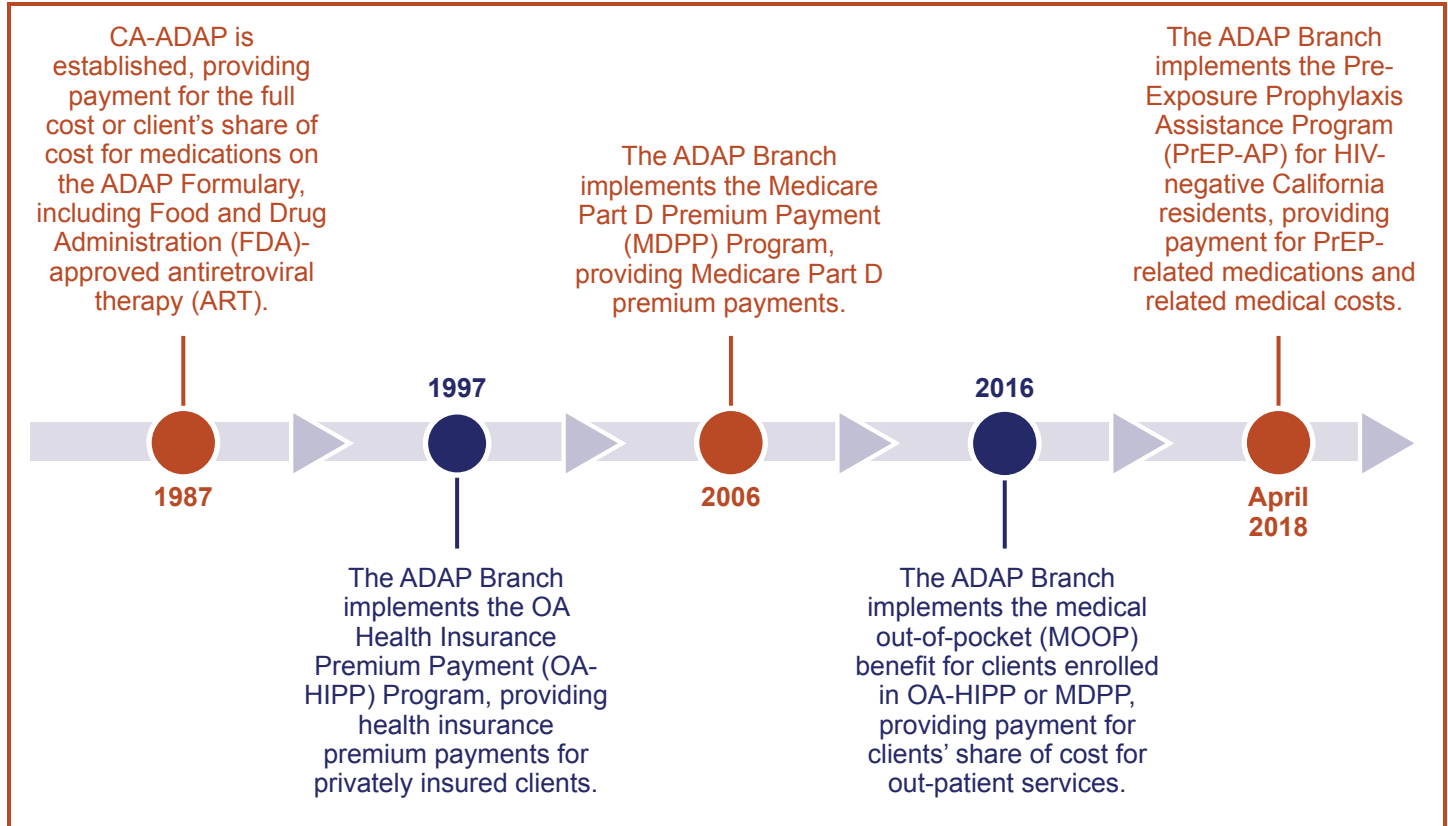 CA-ADAP is
established, providing
payment for the full
cost or client’s share of
cost for medications on
the ADAP Formulary,
including Food and Drug
Administration (FDA)-
approved antiretroviral
therapy (ART).
1987
1997
The ADAP Branch
implements the OA
Health Insurance
Premium Payment (OA-
HIPP) Program, providing
health insurance
premium payments for
privately insured clients.
The ADAP Branch
implements the Medicare
Part D Premium Payment
(MDPP) Program,
providing Medicare Part D
premium payments.
2006
2016
The ADAP Branch
implements the medical
out-of-pocket (MOOP)
benefit for clients enrolled
in OA-HIPP or MDPP,
providing payment for
clients’ share of cost for
out-patient services.
The ADAP Branch
implements the Pre-
Exposure Prophylaxis
Assistance Program
(PrEP-AP) for HIV-
negative California
residents, providing
payment for PrEP-
related medications and
related medical costs.
April
2018